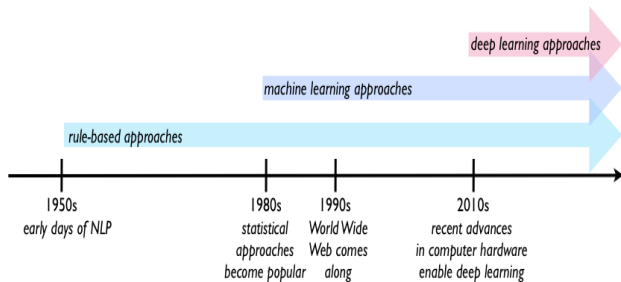 deep learning approaches
machine learning approaches
rule-based approaches
1950s
early days of NLP
1980s
statistical
approaches
become popular
1990s
World Wide
Web comes
along
2010s
recent advances
in computer hardware
enable deep learning